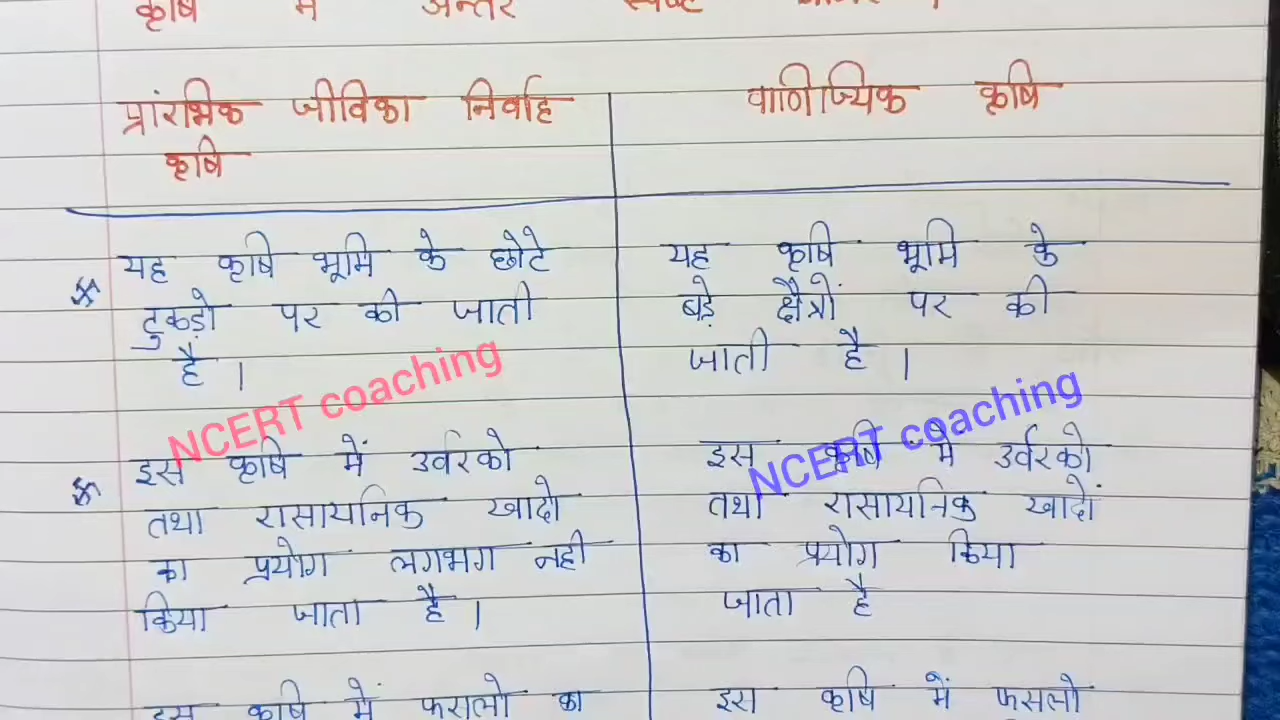 कृषि में अन्तर स्पष्ट
प्रांरभिक जीविका निर्वाह
कृषि
वाणिज्यिक कृषि
यह कृषि भूमि के छोटे
टुकड़ो पर की जाती
है ।
यह कृषि भूमि के
बड़े क्षैत्रों पर की
जाती है ।
NCERT coaching
NCERT coaching
इस कृषि में उर्वरको
तथा रासायनिक खादो
का प्रयोग लगभग नही
किया जाता है ।
इस कृषि मे उर्वरको
तथा रासायनिक खादों
का प्रयोग किया
जाता है
इस कृषि में फसलो का
इस कृषि में फसलो